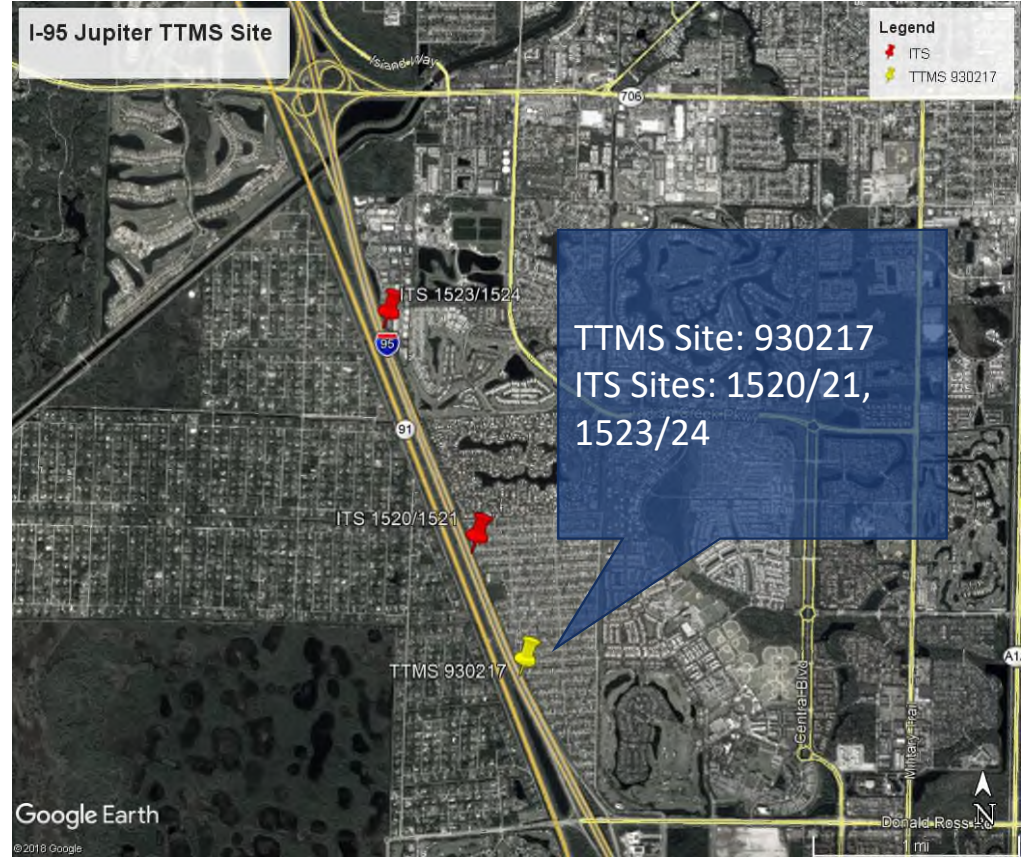 I-95 Jupiter TTMS Site
Legend
ITS
TTMS 930217
Island Way
706
ITS 1523/1524
95
91
TTMS Site: 930217
ITS Sites: 1520/21,
1523/24
ITS 1520/1521
TTMS 930217
A1A
Central Blvd
Military Trail
Google Earth
©2018 Google
N
Donald Ross Rd
mi